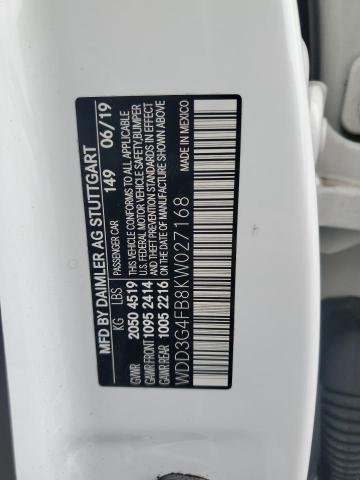 MFD BY DAIMLER AG STUTTGART
PASSENGER CAR 149 06/19
KG LBS
GVWR 2050 4519
GAWR FRONT 1095 2414
GAWR REAR 1005 2216
THIS VEHICLE CONFORMS TO ALL APPLICABLE
U.S. FEDERAL MOTOR VEHICLE SAFETY, BUMPER
AND THEFT PREVENTION STANDARDS IN EFFECT
ON THE DATE OF MANUFACTURE SHOWN ABOVE
MADE IN MEXICO
WDD3G4FB8KW027168